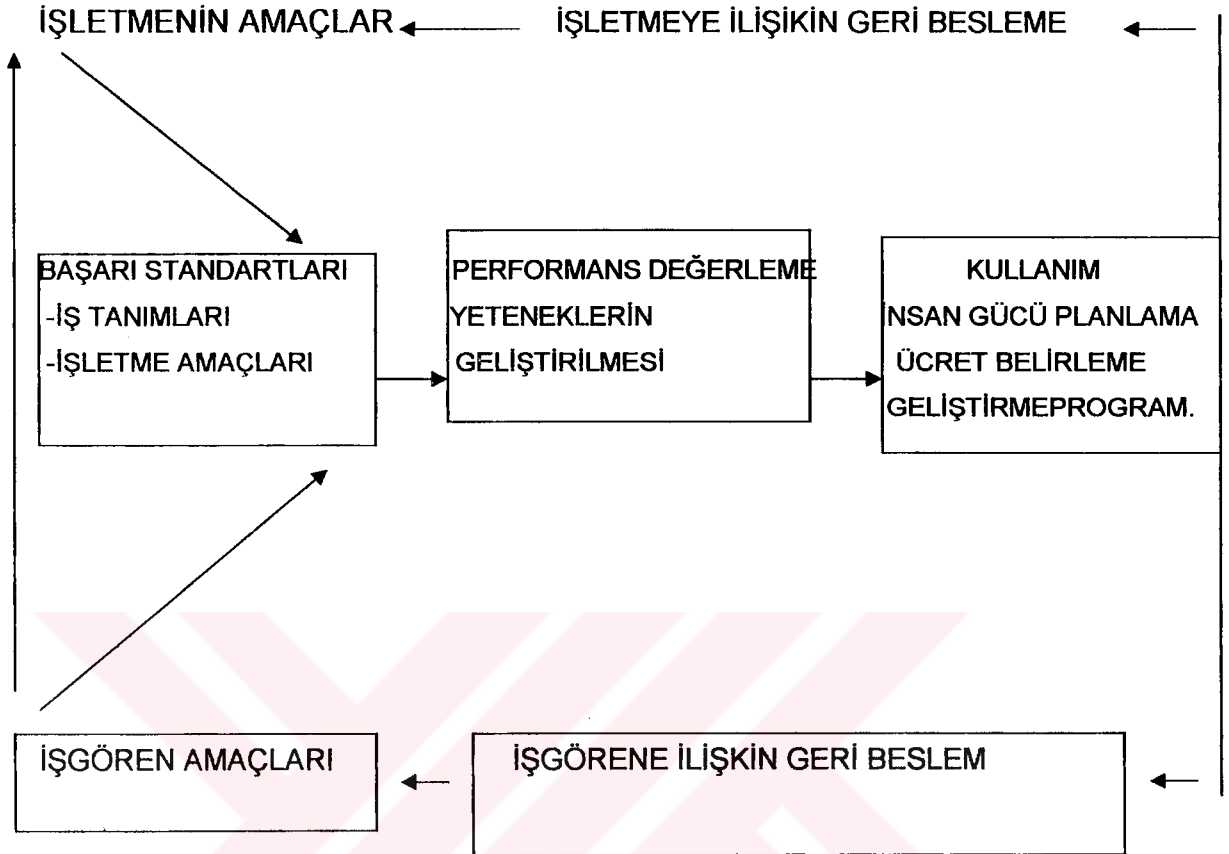 İŞLETMENİN AMAÇLAR
İŞLETMEYE İLİŞİKİN GERİ BESLEME
BAŞARI STANDARTLARI
-İŞ TANIMLARI
-İŞLETME AMAÇLARI
PERFORMANS DEĞERLEME
YETENEKLERİN
GELİŞTİRİLMESİ
KULLANIM
NSAN GÜCÜ PLANLAMA
ÜCRET BELİRLEME
GELİŞTİRMEPROGRAM.
İŞGÖREN AMAÇLARI
İŞGÖRENE İLİŞKİN GERİ BESLEM